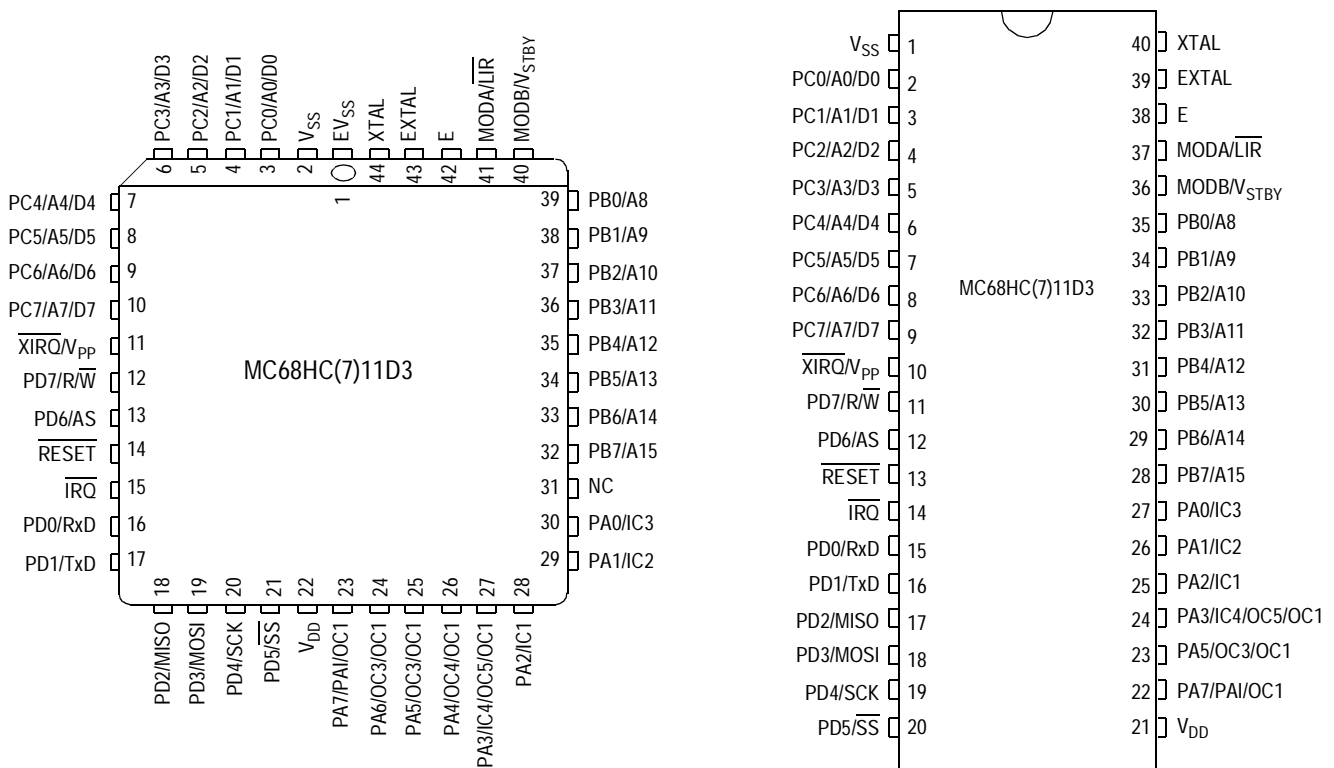 PC3/A3/D3
PC2/A2/D2
PC1/A1/D1
PC0/A0/D0
VSS
EVSS
XTAL
EXTAL
E
MODA/LIR
MODB/VSTBY
6
5
4
3
2
1
44
43
42
41
40
PC4/A4/D4 7
PC5/A5/D5 8
PC6/A6/D6 9
PC7/A7/D7 10
XIRQ/VPP 11
PD7/R/W 12
PD6/AS 13
RESET 14
IRQ 15
PD0/RxD 16
PD1/TxD 17
MC68HC(7)11D3
39 PB0/A8
38 PB1/A9
37 PB2/A10
36 PB3/A11
35 PB4/A12
34 PB5/A13
33 PB6/A14
32 PB7/A15
31 NC
30 PA0/IC3
29 PA1/IC2
18
19
20
21
22
23
24
25
26
27
28
PD2/MISO
PD3/MOSI
PD4/SCK
PD5/SS
VDD
PA7/PAI/OC1
PA6/OC3/OC1
PA5/OC3/OC1
PA4/OC4/OC1
PA3/IC4/OC5/OC1
PA2/IC1
VSS 1
PC0/A0/D0 2
PC1/A1/D1 3
PC2/A2/D2 4
PC3/A3/D3 5
PC4/A4/D4 6
PC5/A5/D5 7
PC6/A6/D6 8
PC7/A7/D7 9
XIRQ/VPP 10
PD7/R/W 11
PD6/AS 12
RESET 13
IRQ 14
PD0/RxD 15
PD1/TxD 16
PD2/MISO 17
PD3/MOSI 18
PD4/SCK 19
PD5/SS 20
MC68HC(7)11D3
40 XTAL
39 EXTAL
38 E
37 MODA/LIR
36 MODB/VSTBY
35 PB0/A8
34 PB1/A9
33 PB2/A10
32 PB3/A11
31 PB4/A12
30 PB5/A13
29 PB6/A14
28 PB7/A15
27 PA0/IC3
26 PA1/IC2
25 PA2/IC1
24 PA3/IC4/OC5/OC1
23 PA5/OC3/OC1
22 PA7/PAI/OC1
21 VDD